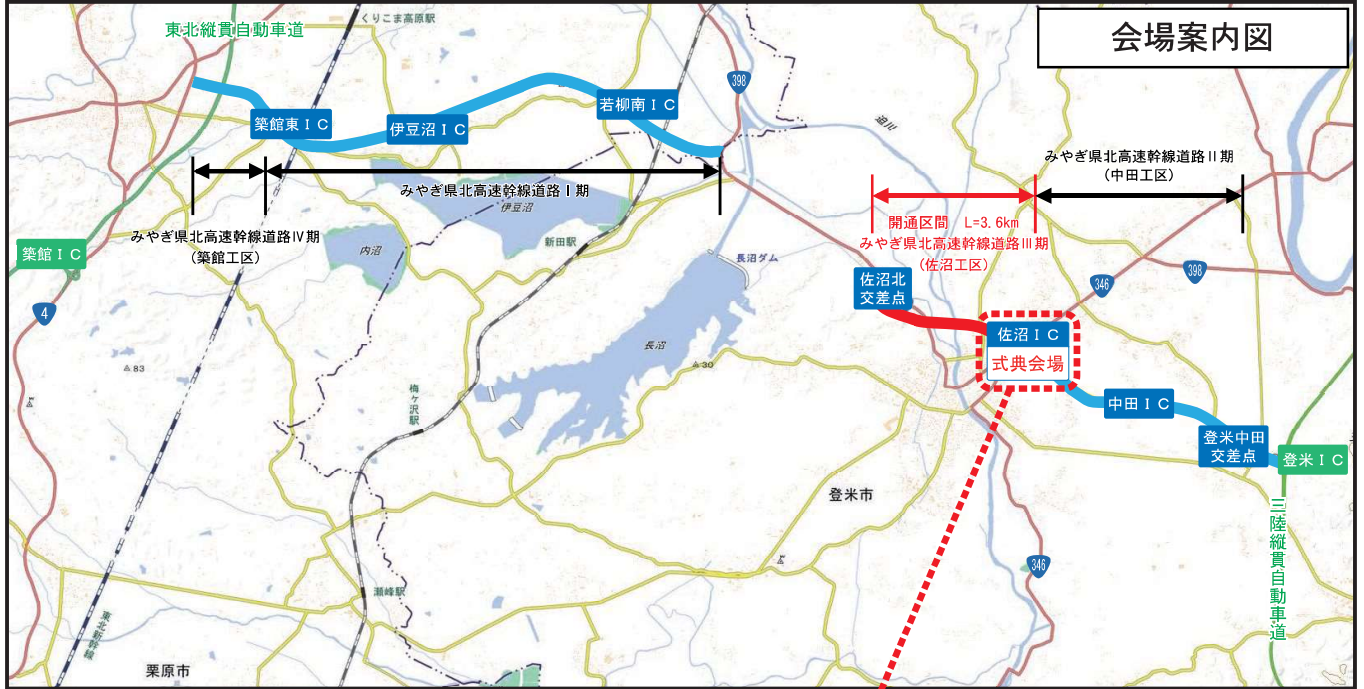 会場案内図
東北縦貫自動車道
くりこま高原駅
398
築館東ＩＣ
伊豆沼ＩＣ
若柳南ＩＣ
迫川
みやぎ県北高速幹線道路Ⅱ期
（中田工区）
みやぎ県北高速幹線道路Ⅰ期
伊豆沼
開通区間　L=3.6km
みやぎ県北高速幹線道路Ⅲ期
（佐沼工区）
みやぎ県北高速幹線道路Ⅳ期
（築館工区）
築館ＩＣ
内沼
新田駅
長沼ダム
佐沼北
交差点
346
398
4
佐沼ＩＣ
式典会場
長沼
30
83
梅ヶ沢駅
中田ＩＣ
登米中田
交差点
登米ＩＣ
登米市
三陸縦貫自動車道
346
瀬峰駅
東北新幹線
栗原市